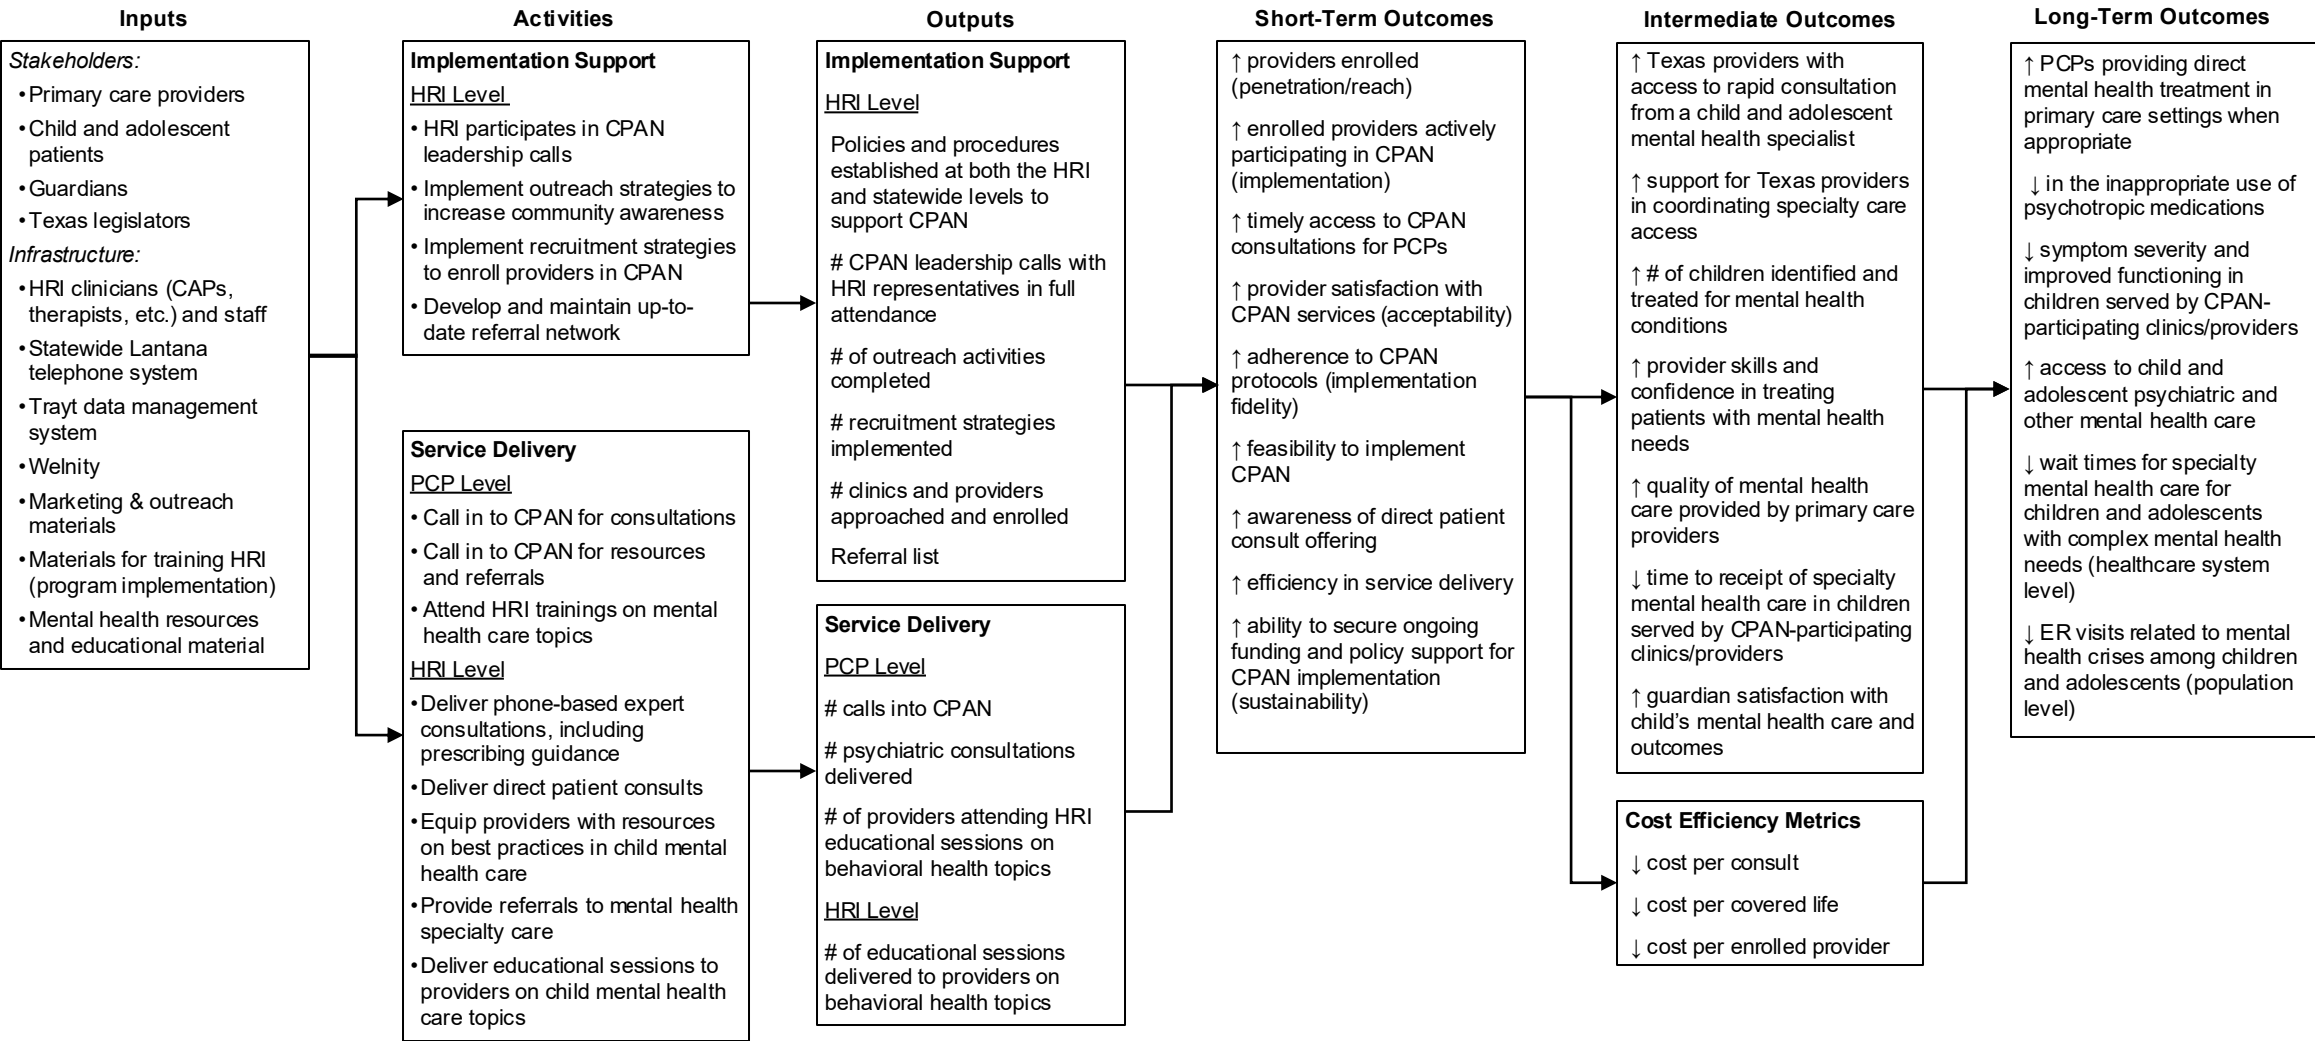 Inputs
Stakeholders:
•Primary care providers
•Child and adolescent
patients
•Guardians
•Texas legislators
Infrastructure:
•HRI clinicians (CAPs,
therapists, etc.) and staff
•Statewide Lantana
telephone system
•Trayt data management
system
•Welnity
•Marketing & outreach
materials
•Materials for training HRI
(program implementation)
•Mental health resources
and educational material
Activities
Implementation Support
HRI Level
• HRI participates in CPAN
leadership calls
• Implement outreach strategies to
increase community awareness
• Implement recruitment strategies
to enroll providers in CPAN
• Develop and maintain up-to-
date referral network
Service Delivery
PCP Level
• Call in to CPAN for consultations
• Call in to CPAN for resources
and referrals
• Attend HRI trainings on mental
health care topics
HRI Level
•Deliver phone-based expert
consultations, including
prescribing guidance
•Deliver direct patient consults
•Equip providers with resources
on best practices in child mental
health care
•Provide referrals to mental health
specialty care
•Deliver educational sessions to
providers on child mental health
care topics
Outputs
Implementation Support
HRI Level
Policies and procedures
established at both the HRI
and statewide levels to
support CPAN
# CPAN leadership calls with
HRI representatives in full
attendance
# of outreach activities
completed
# recruitment strategies
implemented
# clinics and providers
approached and enrolled
Referral list
Service Delivery
PCP Level
# calls into CPAN
# psychiatric consultations
delivered
# of providers attending HRI
educational sessions on
behavioral health topics
HRI Level
# of educational sessions
delivered to providers on
behavioral health topics
Short-Term Outcomes
↑ providers enrolled
(penetration/reach)
↑ enrolled providers actively
participating in CPAN
(implementation)
↑ timely access to CPAN
consultations for PCPs
↑ provider satisfaction with
CPAN services (acceptability)
↑ adherence to CPAN
protocols (implementation
fidelity)
↑ feasibility to implement
CPAN
↑ awareness of direct patient
consult offering
↑ efficiency in service delivery
↑ ability to secure ongoing
funding and policy support for
CPAN implementation
(sustainability)
Intermediate Outcomes
↑ Texas providers with
access to rapid consultation
from a child and adolescent
mental health specialist
↑ support for Texas providers
in coordinating specialty care
access
↑ # of children identified and
treated for mental health
conditions
↑ provider skills and
confidence in treating
patients with mental health
needs
↑ quality of mental health
care provided by primary care
providers
↓ time to receipt of specialty
mental health care in children
served by CPAN-participating
clinics/providers
↑ guardian satisfaction with
child's mental health care and
outcomes
Cost Efficiency Metrics
↓ cost per consult
↓ cost per covered life
↓ cost per enrolled provider
Long-Term Outcomes
↑ PCPs providing direct
mental health treatment in
primary care settings when
appropriate
↓ in the inappropriate use of
psychotropic medications
↓ symptom severity and
improved functioning in
children served by CPAN-
participating clinics/providers
↑ access to child and
adolescent psychiatric and
other mental health care
↓ wait times for specialty
mental health care for
children and adolescents
with complex mental health
needs (healthcare system
level)
↓ ER visits related to mental
health crises among children
and adolescents (population
level)